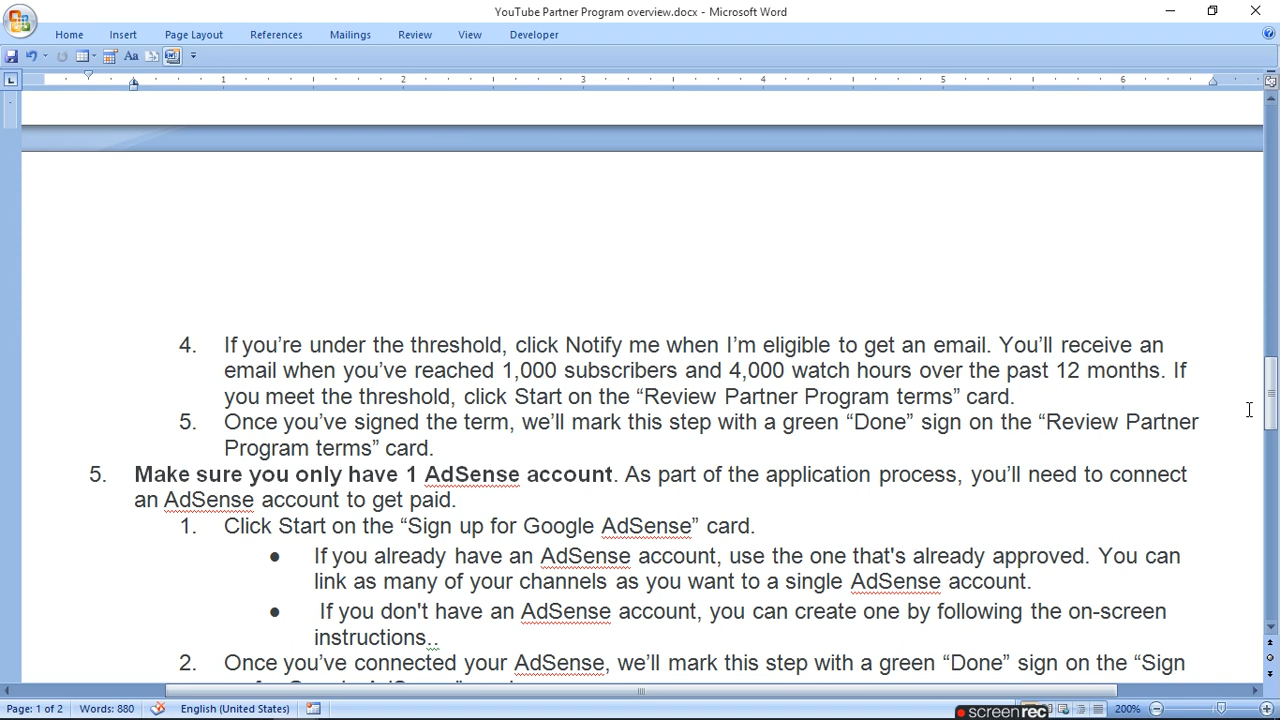 YouTube Partner Program overview.docx - Microsoft Word
Home Insert Page Layout References Mailings Review View Developer
Aa
L
1 2 3 4 5 6
4. If you’re under the threshold, click Notify me when I’m eligible to get an email. You’ll receive an
email when you’ve reached 1,000 subscribers and 4,000 watch hours over the past 12 months. If
you meet the threshold, click Start on the “Review Partner Program terms” card.
5. Once you’ve signed the term, we’ll mark this step with a green “Done” sign on the “Review Partner
Program terms” card.
5. Make sure you only have 1 AdSense account. As part of the application process, you’ll need to connect
an AdSense account to get paid.
1. Click Start on the “Sign up for Google AdSense” card.
● If you already have an AdSense account, use the one that's already approved. You can
link as many of your channels as you want to a single AdSense account.
● If you don't have an AdSense account, you can create one by following the on-screen
instructions..
2. Once you’ve connected your AdSense, we’ll mark this step with a green “Done” sign on the “Sign
Page: 1 of 2 Words: 880 English (United States) 200%
screenrec